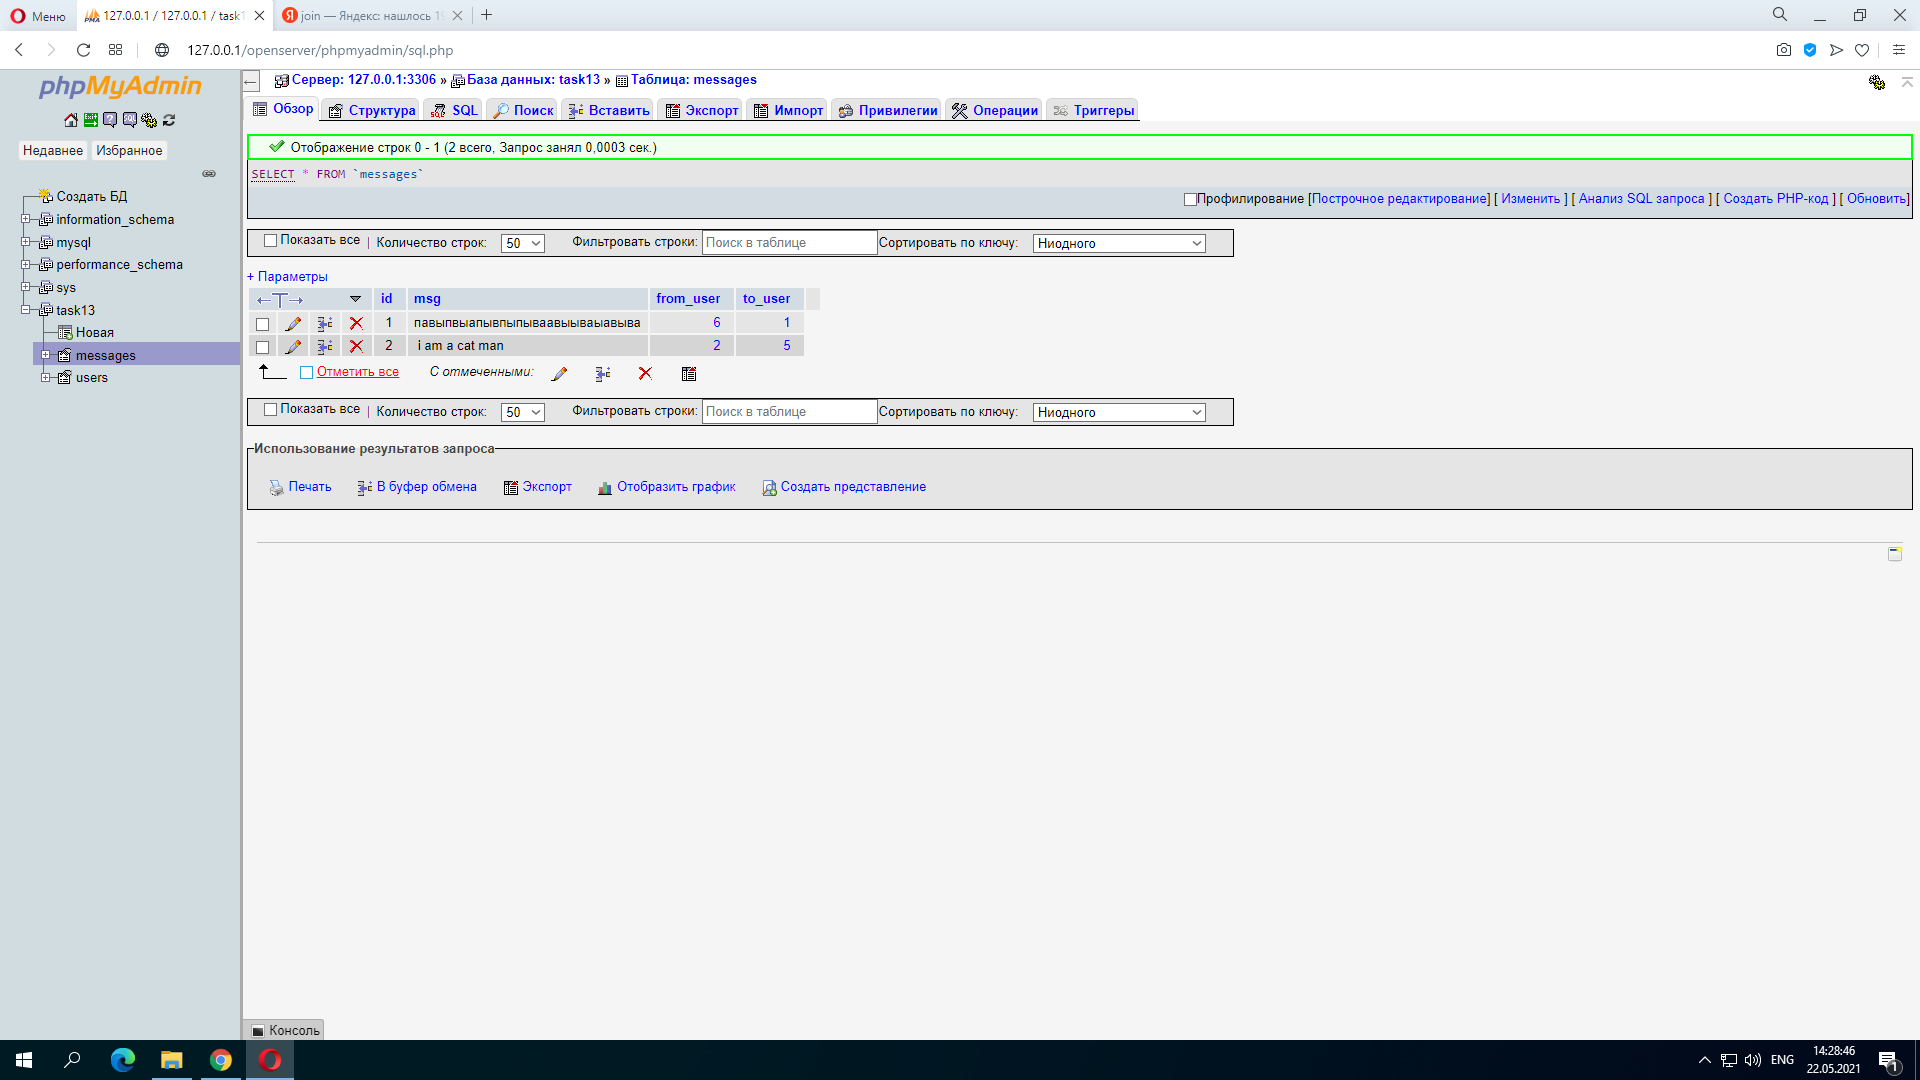 Меню
127.0.0.1 / 127.0.0.1 / task1
join — Яндекс: нашлось 19
127.0.0.1/openserver/phpmyadmin/sql.php
phpMyAdmin
Недавнее Избранное
Создать БД
information_schema
mysql
performance_schema
sys
task13
Новая
messages
users
Сервер: 127.0.0.1:3306 » База данных: task13 » Таблица: messages
Обзор Структура SQL Поиск Вставить Экспорт Импорт Привилегии Операции Триггеры
Отображение строк 0 - 1 (2 всего, Запрос занял 0,0003 сек.)
SELECT * FROM `messages`
Профилирование [Построчное редактирование] [ Изменить ] [ Анализ SQL запроса ] [ Создать PHP-код ] [ Обновить]
Показать все | Количество строк: 50 Фильтровать строки: Поиск в таблице Сортировать по ключу: Ниодного
+ Параметры
←T→ id msg from_user to_user
1 павыпвыапывпыпываавыываыавыва 6 1
2 i am a cat man 2 5
Отметить все С отмеченными:
Показать все | Количество строк: 50 Фильтровать строки: Поиск в таблице Сортировать по ключу: Ниодного
Использование результатов запроса
Печать В буфер обмена Экспорт Отобразить график Создать представление
Консоль
ENG
14:28:46
22.05.2021
1